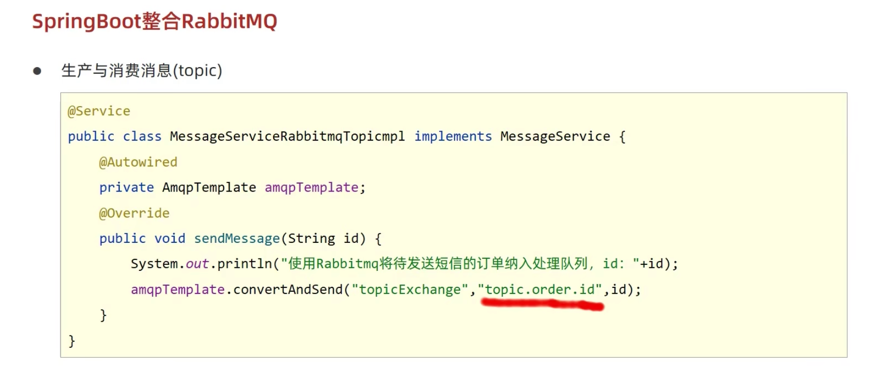 SpringBoot整合RabbitMQ
● 生产与消费消息(topic)
@Service
public class MessageServiceRabbitmqTopicmpl implements MessageService {
@Autowired
private AmqpTemplate amqpTemplate;
@Override
public void sendMessage(String id) {
System.out.println("使用Rabbitmq将待发送短信的订单纳入处理队列，id："+id);
amqpTemplate.convertAndSend("topicExchange","topic.order.id",id);
}
}